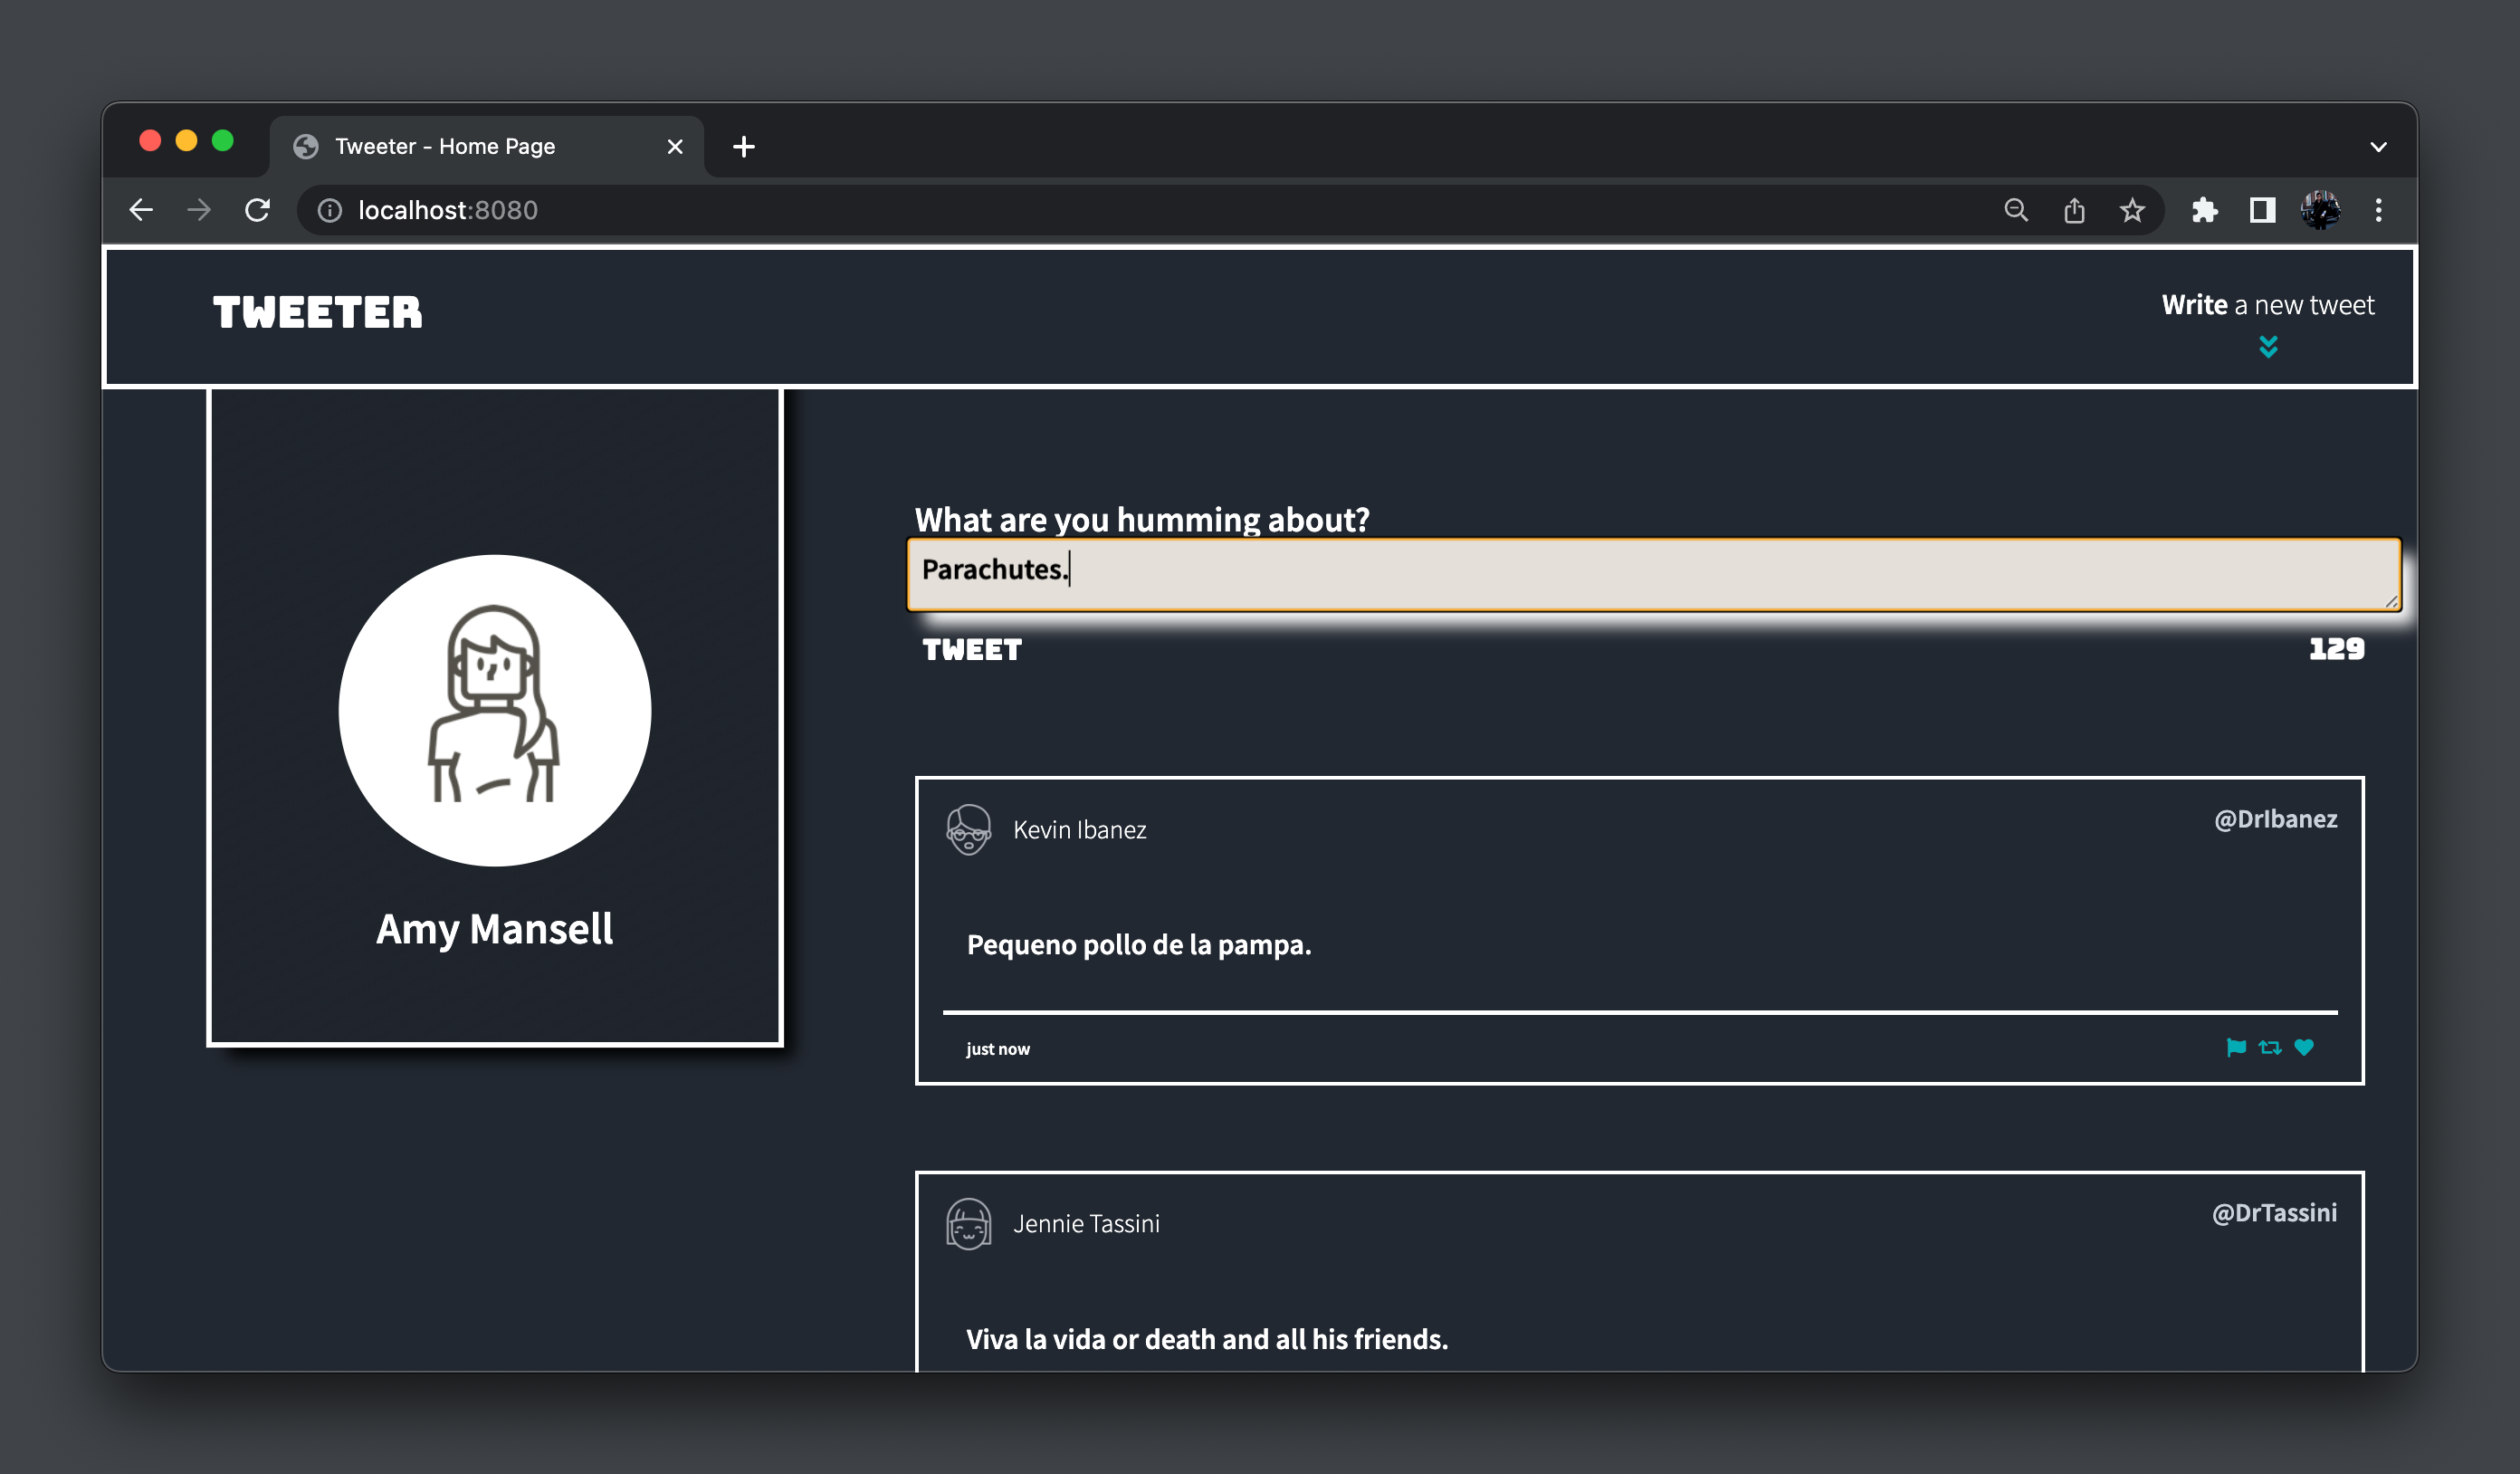 Tweeter - Home Page
localhost:8080
TWEETER
Write a new tweet
What are you humming about?
Parachutes.
TWEET
129
Amy Mansell
Kevin Ibanez
@DrIbanez
Pequeno pollo de la pampa.
just now
Jennie Tassini
@DrTassini
Viva la vida or death and all his friends.